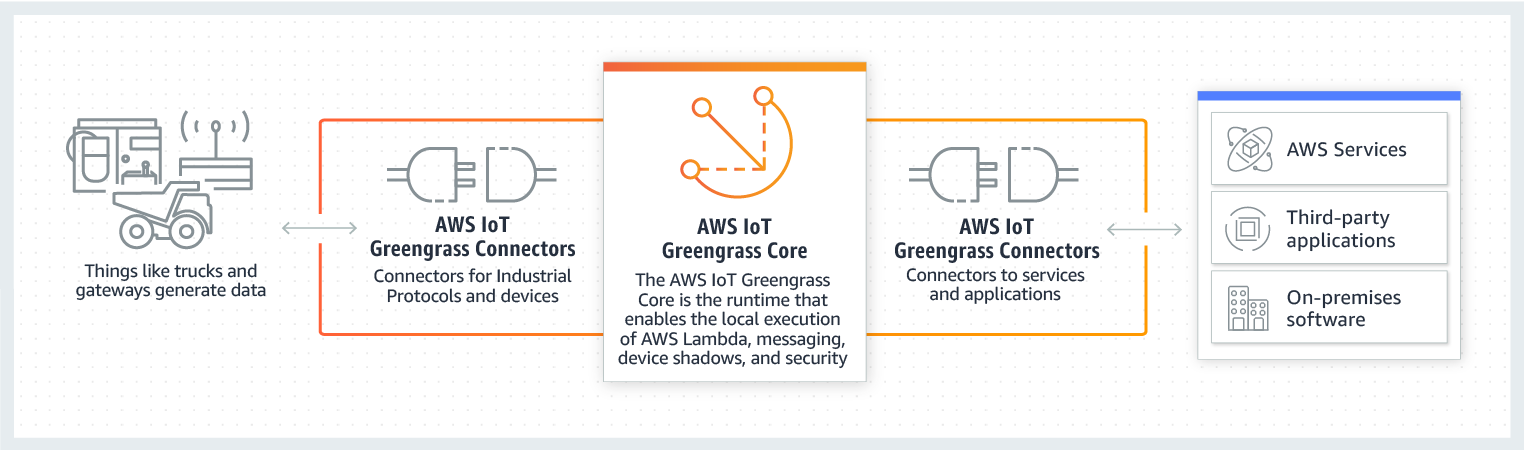 Things like trucks and
gateways generate data
AWS IoT
Greengrass Connectors
Connectors for Industrial
Protocols and devices
AWS IoT
Greengrass Core
The AWS IoT Greengrass
Core is the runtime that
enables the local execution
of AWS Lambda, messaging,
device shadows, and security
AWS IoT
Greengrass Connectors
Connectors to services
and applications
AWS Services
Third-party
applications
On-premises
software